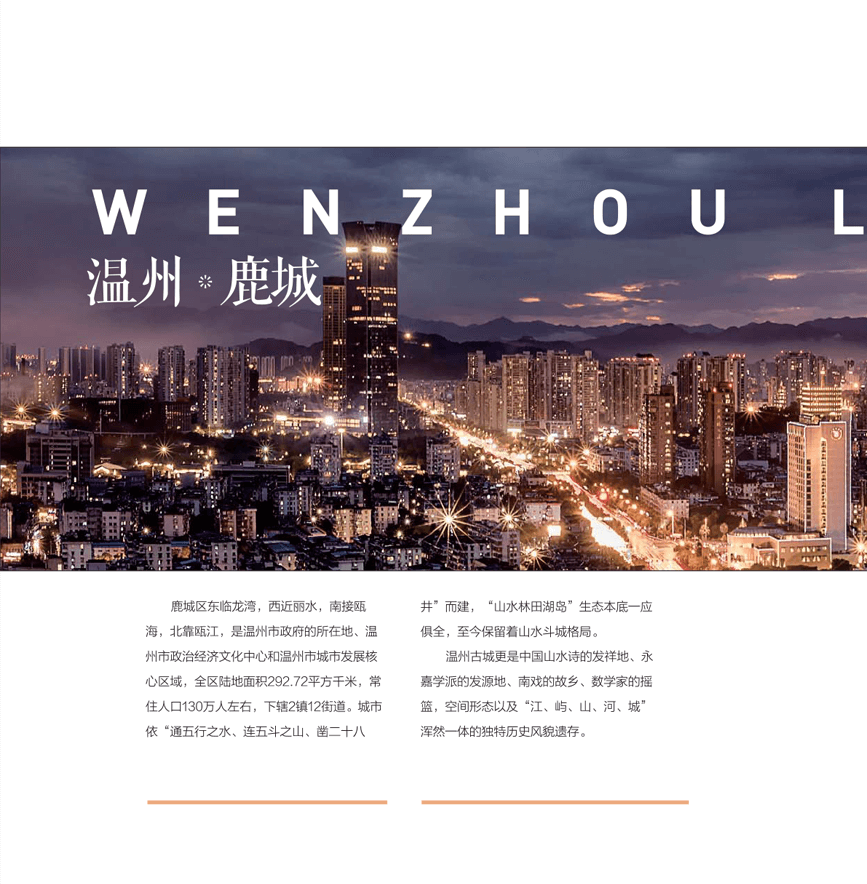 WENZHOU L
温州※鹿城
鹿城区东临龙湾，西近丽水，南接瓯
海，北靠瓯江，是温州市政府的所在地、温
州市政治经济文化中心和温州市城市发展核
心区域，全区陆地面积292.72平方千米，常
住人口130万人左右，下辖2镇12街道。城市
依“通五行之水、连五斗之山、凿二十八
井”而建，“山水林田湖岛”生态本底一应
俱全，至今保留着山水斗城格局。
温州古城更是中国山水诗的发祥地、永
嘉学派的发源地、南戏的故乡、数学家的摇
篮，空间形态以及“江、屿、山、河、城”
浑然一体的独特历史风貌遗存。